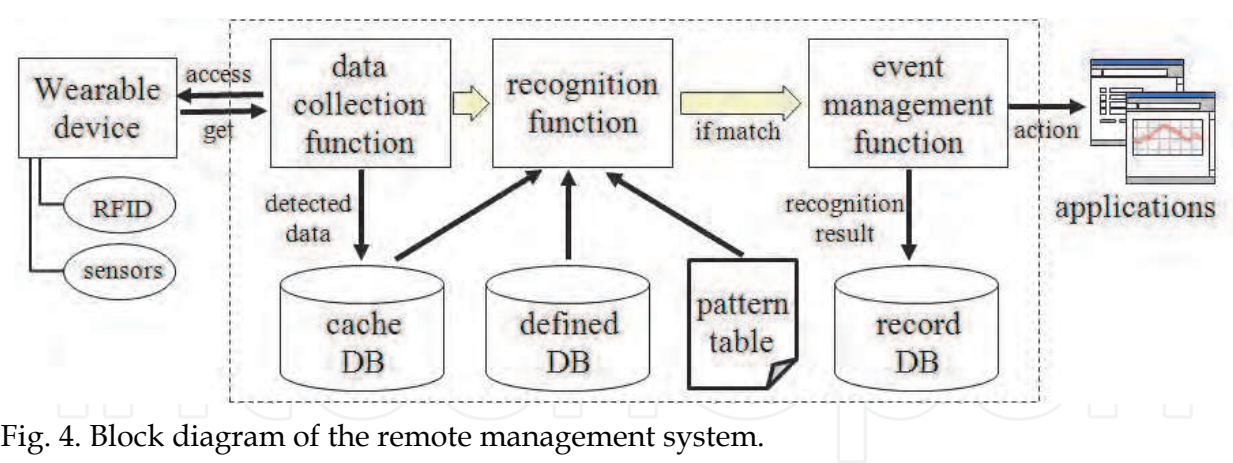 Wearable
device
RFID
sensors
access
get
data
collection
function
detected
data
cache
DB
recognition
function
defined
DB
pattern
table
if match
event
management
function
recognition
result
record
DB
action
applications
intechopen
Fig. 4. Block diagram of the remote management system.